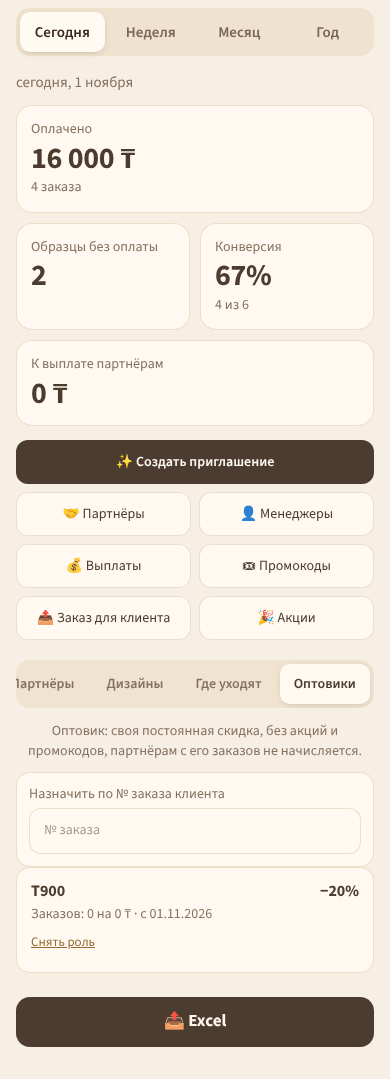 Сегодня Неделя Месяц Год
сегодня, 1 ноября
Оплачено
16 000 ₸
4 заказа
Образцы без оплаты
2
Конверсия
67%
4 из 6
К выплате партнёрам
0 ₸
✨ Создать приглашение
🤝 Партнёры
👤 Менеджеры
💰 Выплаты
🎟 Промокоды
📤 Заказ для клиента
🎉 Акции
Партнёры Дизайны Где уходят Оптовики
Оптовик: своя постоянная скидка, без акций и
промокодов, партнёрам с его заказов не начисляется.
Назначить по № заказа клиента
№ заказа
T900 −20%
Заказов: 0 на 0 ₸ · с 01.11.2026
Снять роль
📤 Excel